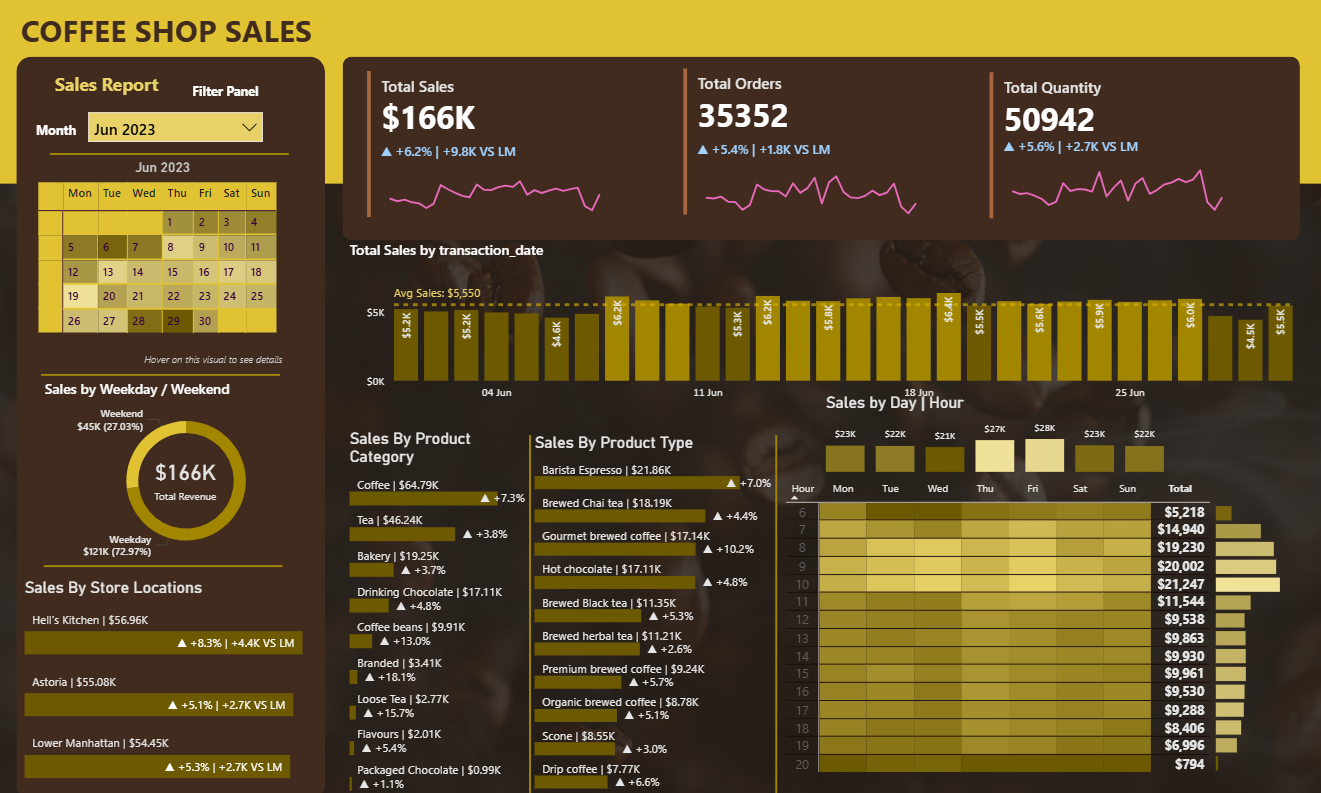 COFFEE SHOP SALES
Sales Report
Filter Panel
Month
Jun 2023
Jun 2023
Mon Tue Wed Thu Fri Sat Sun
1 2 3 4
5 6 7 8 9 10 11
12 13 14 15 16 17 18
19 20 21 22 23 24 25
26 27 28 29 30
Hover on this visual to see details
Sales by Weekday / Weekend
Weekend
$45K (27.03%)
$166K
Total Revenue
Weekday
$121K (72.97%)
Sales By Store Locations
Hell's Kitchen | $56.96K
▲ +8.3% | +4.4K VS LM
Astoria | $55.08K
▲ +5.1% | +2.7K VS LM
Lower Manhattan | $54.45K
▲ +5.3% | +2.7K VS LM
Total Sales
$166K
▲ +6.2% | +9.8K VS LM
Total Orders
35352
▲ +5.4% | +1.8K VS LM
Total Quantity
50942
▲ +5.6% | +2.7K VS LM
Total Sales by transaction_date
Avg Sales: $5,550
$5K
$0K
$5.2K $5.2K $4.6K $6.2K $5.3K $6.2K $5.8K $6.4K $5.5K $5.6K $5.9K $6.0K $4.5K $5.5K
04 Jun 11 Jun 18 Jun 25 Jun
Sales By Product
Category
Coffee | $64.79K
▲ +7.3%
Tea | $46.24K
▲ +3.8%
Bakery | $19.25K
▲ +3.7%
Drinking Chocolate | $17.11K
▲ +4.8%
Coffee beans | $9.91K
▲ +13.0%
Branded | $3.41K
▲ +18.1%
Loose Tea | $2.77K
▲ +15.7%
Flavours | $2.01K
▲ +5.4%
Packaged Chocolate | $0.99K
▲ +1.1%
Sales By Product Type
Barista Espresso | $21.86K
▲ +7.0%
Brewed Chai tea | $18.19K
▲ +4.4%
Gourmet brewed coffee | $17.14K
▲ +10.2%
Hot chocolate | $17.11K
▲ +4.8%
Brewed Black tea | $11.35K
▲ +5.3%
Brewed herbal tea | $11.21K
▲ +2.6%
Premium brewed coffee | $9.24K
▲ +5.7%
Organic brewed coffee | $8.78K
▲ +5.1%
Scone | $8.55K
▲ +3.0%
Drip coffee | $7.77K
▲ +6.6%
Sales by Day | Hour
$23K $22K $21K $27K $28K $23K $22K
Hour Mon Tue Wed Thu Fri Sat Sun Total
6 $5,218
7 $14,940
8 $19,230
9 $20,002
10 $21,247
11 $11,544
12 $9,538
13 $9,863
14 $9,930
15 $9,961
16 $9,530
17 $9,288
18 $8,406
19 $6,996
20 $794